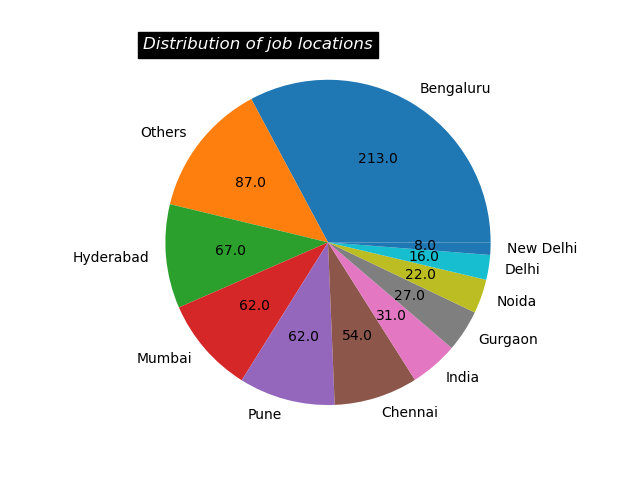 Distribution of job locations
Bengaluru
213.0
Others
87.0
Hyderabad
67.0
Mumbai
62.0
Pune
62.0
Chennai
54.0
India
31.0
Gurgaon
27.0
Noida
22.0
Delhi
16.0
New Delhi
8.0